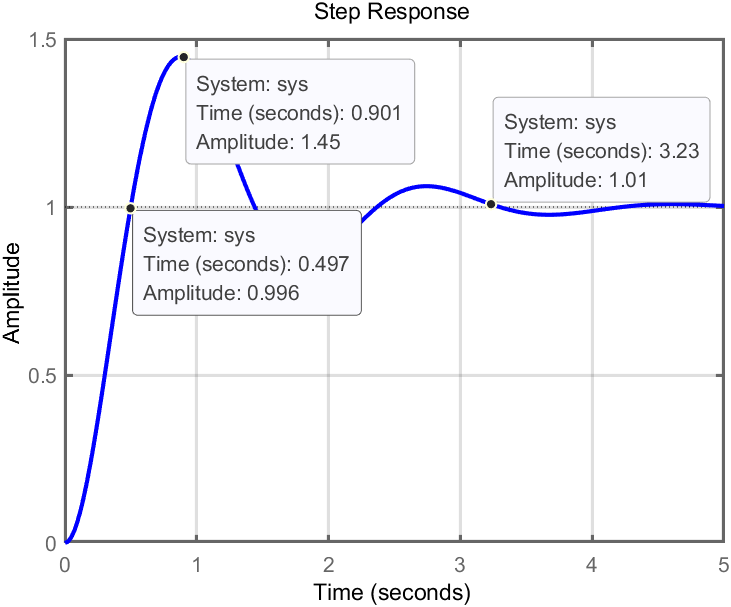 Step Response
1.5
System: sys
Time (seconds): 0.901
Amplitude: 1.45
System: sys
Time (seconds): 3.23
Amplitude: 1.01
1
System: sys
Time (seconds): 0.497
Amplitude: 0.996
Amplitude
0.5
0
0 1 2 3 4 5
Time (seconds)